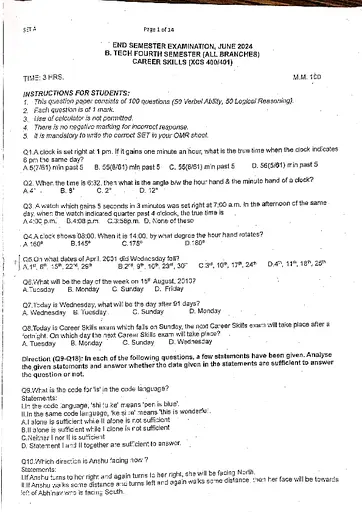 SET A
Page 1 of 14
END SEMESTER EXAMINATION, JUNE 2024
B. TECH FOURTH SEMESTER (ALL BRANCHES)
CAREER SKILLS (XCS 400/401)
TIME: 3 HRS.
M.M. 100
INSTRUCTIONS FOR STUDENTS:
1. This question paper consists of 100 questions (50 Verbal Ability, 50 Logical Reasoning).
2. Each question is of 1 mark.
3. Use of calculator is not permitted.
4. There is no negative marking for incorrect response.
5. It is mandatory to write the correct SET in your OMR sheet.
Q1.A clock is set right at 1 pm. If it gains one minute an hour, what is the true time when the clock indicates
6 pm the same day?
A.5(5/61) min past 5 B. 55(8/61) min past 5 C. 55(5/61) min past 5 D. 56(5/61) min past 5
Q2. When the time is 6:32, then what is the angle b/w the hour hand & the minute hand of a clock?
A.4° B. 8° C. 2° D. 12°
Q3. A watch which gains 5 seconds in 3 minutes was set right at 7:00 a.m. In the afternoon of the same
day, when the watch indicated quarter past 4 o'clock, the true time is
A.4:00 p.m. B.4:08 p.m. C.3:56p.m. D. None of these
Q4.A clock shows 08:00. When it is 14:00, by what degree the hour hand rotates?
A 160° B.145° C.175° D.180°
Q5.On what dates of April, 2001 did Wednesday fall?
A.1st, 8th, 15th, 22nd, 29th B.2nd, 9th, 16th, 23rd, 30th C.3rd, 10th, 17th, 24th D.4th, 11th, 18th, 25th
Q6.What will be the day of the week on 15th August, 2010?
A.Tuesday B. Monday C. Sunday D. Friday
Q7.Today is Wednesday, what will be the day after 91 days?
A. Wednesday B. Tuesday C. Sunday D. Monday
Q8.Today is Career Skills exam which falls on Sunday, the next Career Skills exam will take place after a
fortnight. On which day the next Career Skills exam will take place?
A. Tuesday B. Monday C. Sunday D. Wednesday
Direction (Q9-Q18): In each of the following questions, a few statements have been given. Analyse
the given statements and answer whether the data given in the statements are sufficient to answer
the question or not.
Q9.What is the code for 'is' in the code language?
Statements:
I.In the code language, 'shi tu ke' means 'pen is blue'.
II.In the same code language, 'ke si re' means 'this is wonderful'.
A.I alone is sufficient while II alone is not sufficient
B.II alone is sufficient while I alone is not sufficient
C.Neither I nor II is sufficient
D. Statement I and II together are sufficient to answer.
Q10.Which direction is Anshu facing now?
Statements:
I.If Anshu turns to her right and again turns to her right, she will be facing North.
II.If Anshu walks some distance and turns left and again walks some distance, then her face will be towards
left of Abhinav who is facing South.